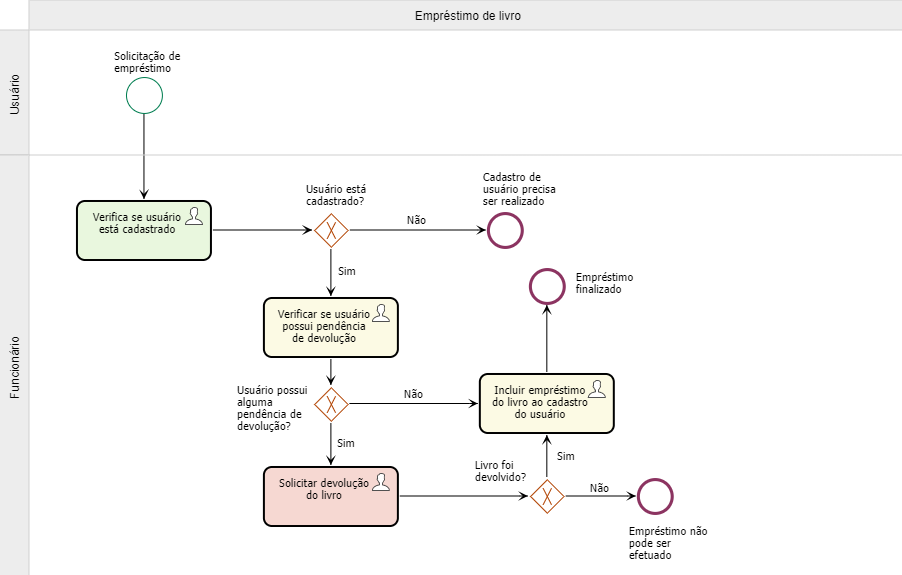 Empréstimo de livro
Usuário
Solicitação de
empréstimo
Funcionário
Verifica se usuário
está cadastrado
Usuário está
cadastrado?
Não
Cadastro de
usuário precisa
ser realizado
Sim
Verificar se usuário
possui pendência
de devolução
Empréstimo
finalizado
Usuário possui
alguma
pendência de
devolução?
Não
Incluir empréstimo
do livro ao cadastro
do usuário
Sim
Solicitar devolução
do livro
Livro foi
devolvido?
Sim
Não
Empréstimo não
pode ser
efetuado